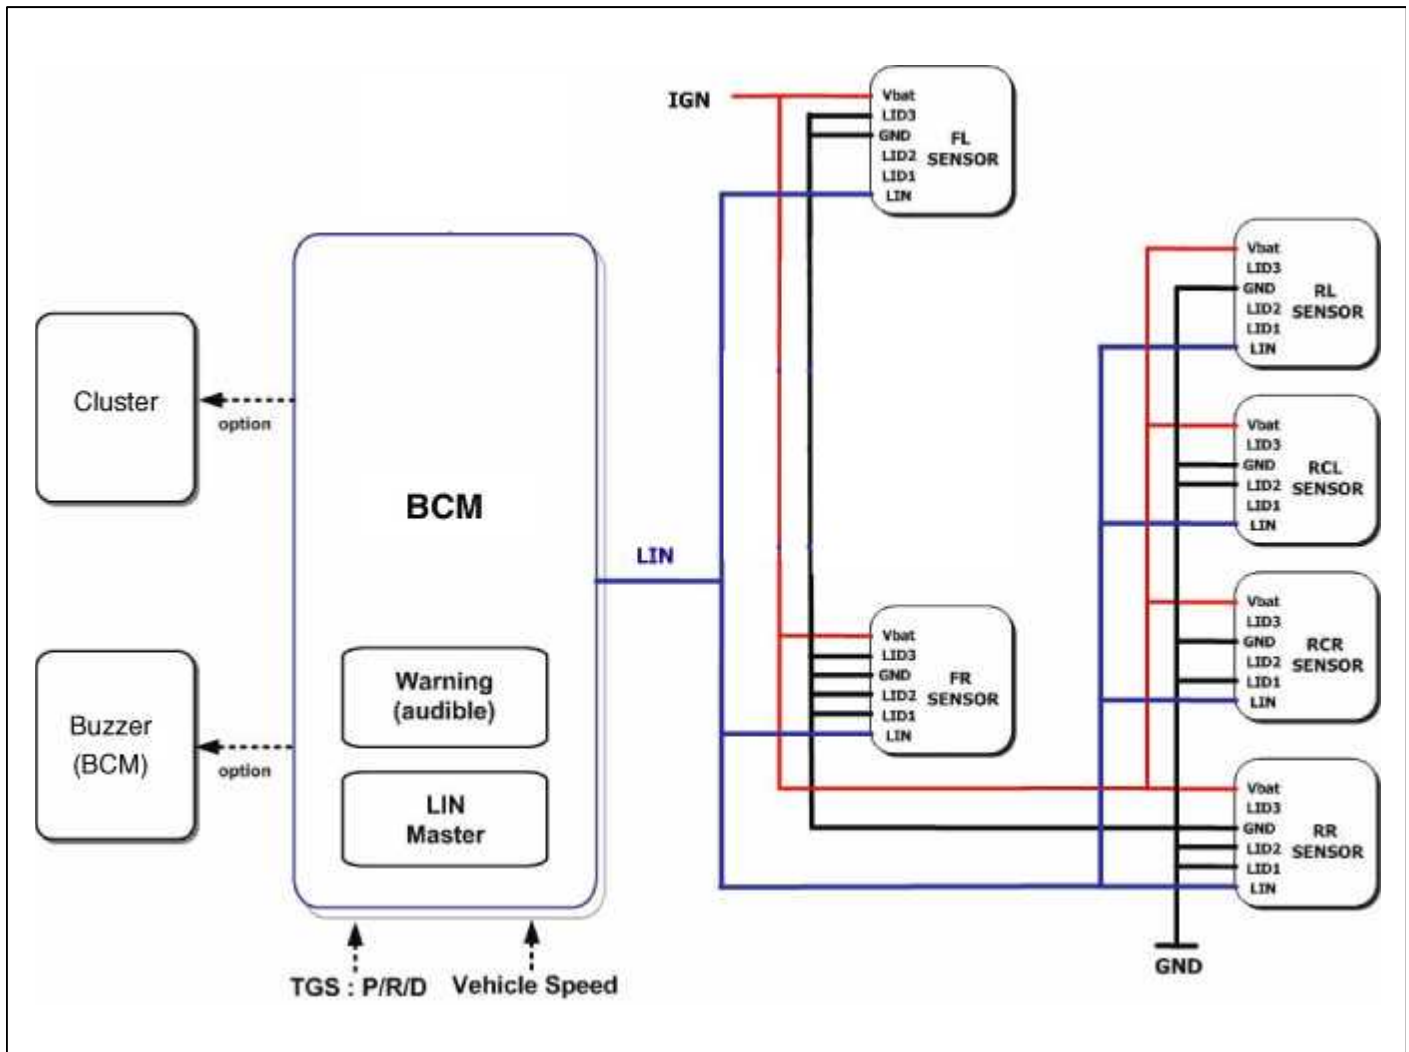 IGN
Vbat
LID3
GND
LID2
LID1
LIN
FL
SENSOR
Vbat
LID3
GND
LID2
LID1
LIN
RL
SENSOR
Cluster
option
BCM
LIN
Vbat
LID3
GND
LID2
LID1
LIN
RCL
SENSOR
Vbat
LID3
GND
LID2
LID1
LIN
FR
SENSOR
Vbat
LID3
GND
LID2
LID1
LIN
RCR
SENSOR
Buzzer
(BCM)
option
Warning
(audible)
LIN
Master
Vbat
LID3
GND
LID2
LID1
LIN
RR
SENSOR
GND
TGS : P/R/D
Vehicle Speed